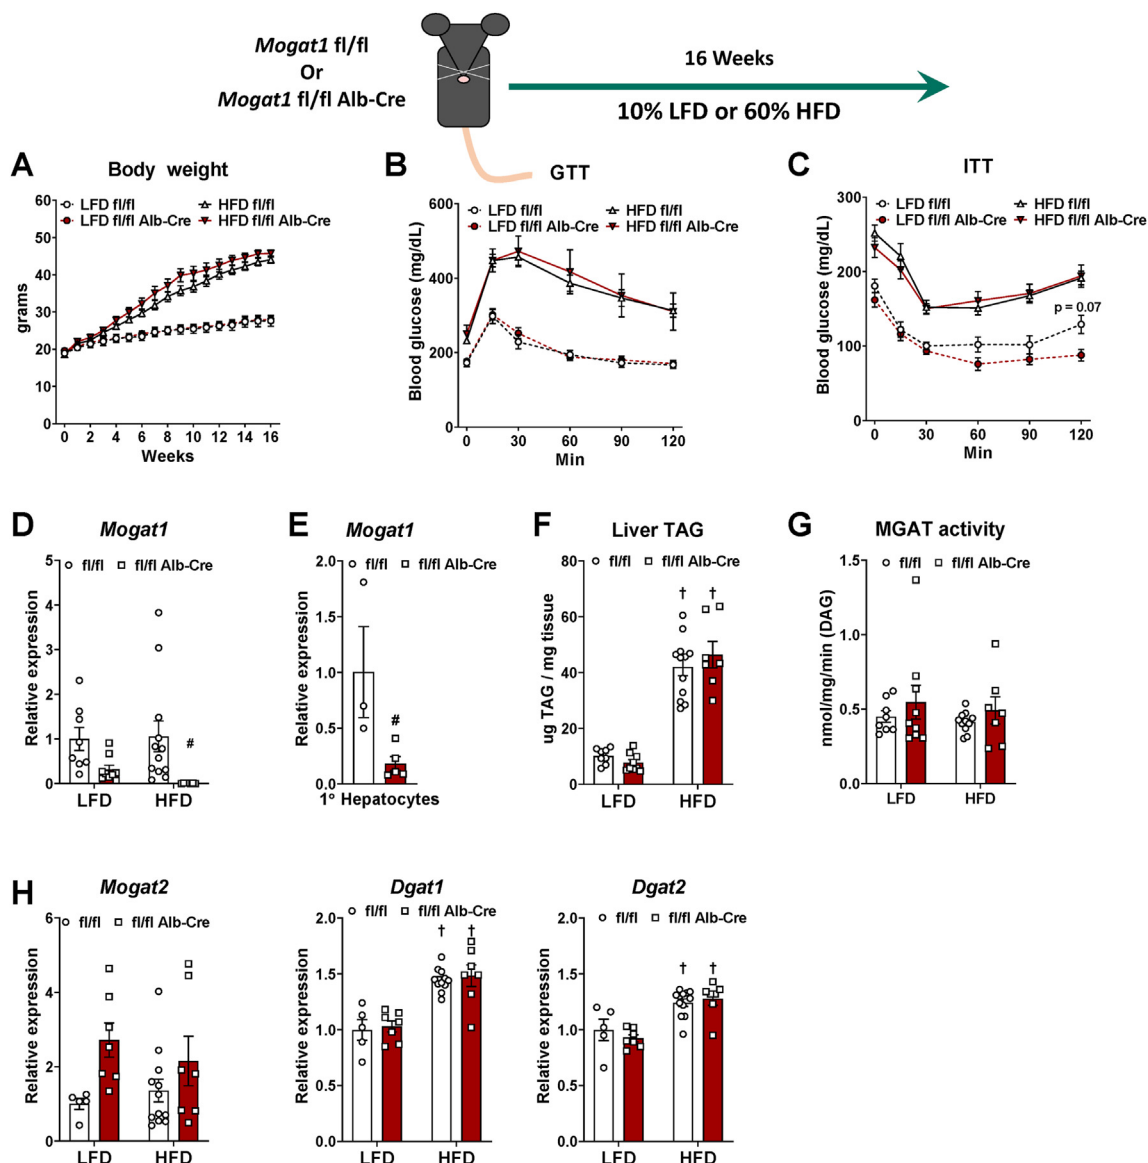 Mogat1 fl/fl
Or
Mogat1 fl/fl Alb-Cre
16 Weeks
10% LFD or 60% HFD
A
Body weight
LFD fl/fl
HFD fl/fl
LFD fl/fl Alb-Cre
HFD fl/fl Alb-Cre
grams
60
50
40
30
20
10
0
0 2 4 6 8 10 12 14 16
Weeks
B
GTT
LFD fl/fl
HFD fl/fl
LFD fl/fl Alb-Cre
HFD fl/fl Alb-Cre
Blood glucose (mg/dL)
600
400
200
0
0 30 60 90 120
Min
C
ITT
LFD fl/fl
HFD fl/fl
LFD fl/fl Alb-Cre
HFD fl/fl Alb-Cre
Blood glucose (mg/dL)
300
200
100
0
p = 0.07
0 30 60 90 120
Min
D
Mogat1
fl/fl
fl/fl Alb-Cre
Relative expression
5
4
3
2
1
0
#
LFD HFD
E
Mogat1
fl/fl
fl/fl Alb-Cre
Relative expression
2.0
1.5
1.0
0.5
0.0
#
1° Hepatocytes
F
Liver TAG
fl/fl
fl/fl Alb-Cre
ug TAG / mg tissue
80
60
40
20
0
† †
LFD HFD
G
MGAT activity
fl/fl
fl/fl Alb-Cre
nmol/mg/min (DAG)
1.5
1.0
0.5
0.0
LFD HFD
H
Mogat2
fl/fl
fl/fl Alb-Cre
Relative expression
6
4
2
0
LFD HFD
Dgat1
fl/fl
fl/fl Alb-Cre
Relative expression
2.0
1.5
1.0
0.5
0.0
† †
LFD HFD
Dgat2
fl/fl
fl/fl Alb-Cre
Relative expression
2.0
1.5
1.0
0.5
0.0
† †
LFD HFD